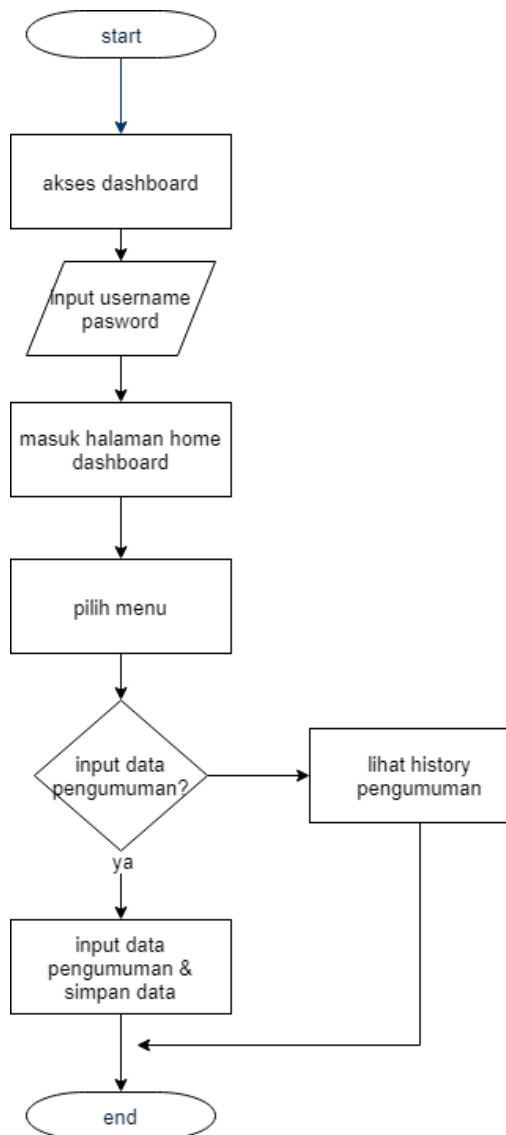 start
akses dashboard
input username
pasword
masuk halaman home
dashboard
pilih menu
input data
pengumuman?
lihat history
pengumuman
ya
input data
pengumuman &
simpan data
end